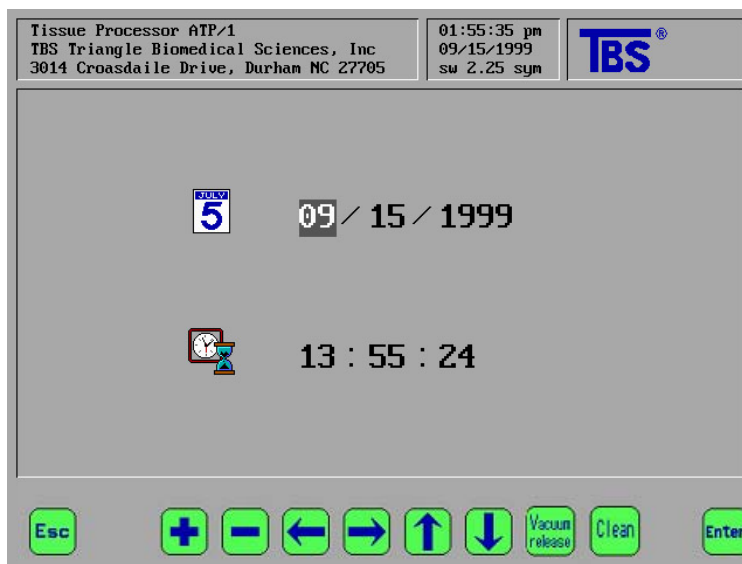 Tissue Processor ATP/1
TBS Triangle Biomedical Sciences, Inc
3014 Croasdaile Drive, Durham NC 27705
01:55:35 pm
09/15/1999
sw 2.25 sym
TBS®
JULY
5
09/15/1999
13:55:24
Esc
Vacuum
release
Clean
Enter